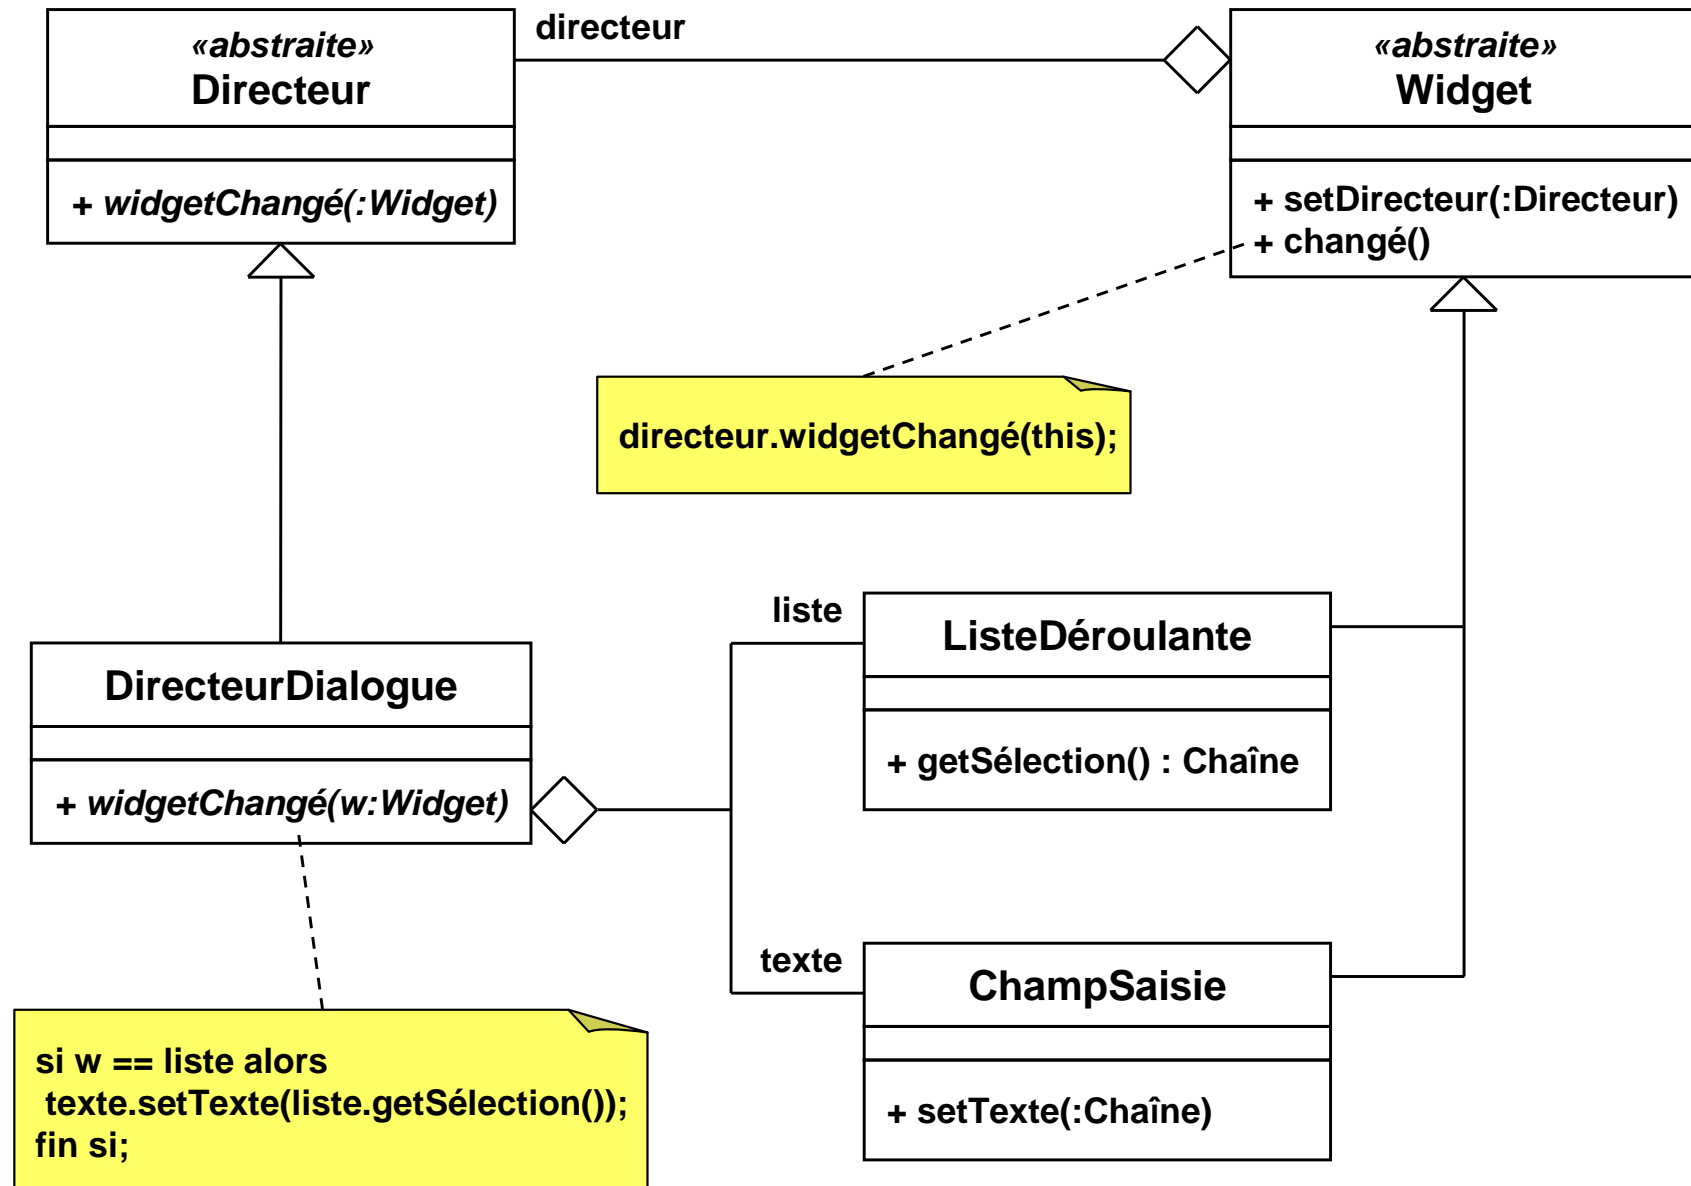 «abstraite»
Directeur
+ widgetChangé(:Widget)
directeur
«abstraite»
Widget
+ setDirecteur(:Directeur)
+ changé()
directeur.widgetChangé(this);
DirecteurDialogue
+ widgetChangé(w:Widget)
liste
ListeDéroulante
+ getSélection() : Chaîne
texte
ChampSaisie
+ setTexte(:Chaîne)
si w == liste alors
texte.setTexte(liste.getSélection());
fin si;